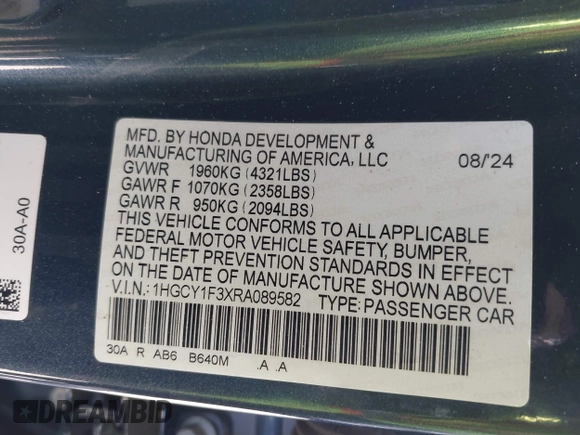 MFD. BY HONDA DEVELOPMENT &
MANUFACTURING OF AMERICA, LLC 08/'24
GVWR 1960KG (4321LBS)
GAWR F 1070KG (2358LBS)
GAWR R 950KG (2094LBS)
THIS VEHICLE CONFORMS TO ALL APPLICABLE
FEDERAL MOTOR VEHICLE SAFETY, BUMPER,
AND THEFT PREVENTION STANDARDS IN EFFECT
ON THE DATE OF MANUFACTURE SHOWN ABOVE.
V.I.N.: 1HGCY1F3XRA089582 TYPE: PASSENGER CAR
30A R AB6 B640M .A .A
30A-A0
DREAMBID